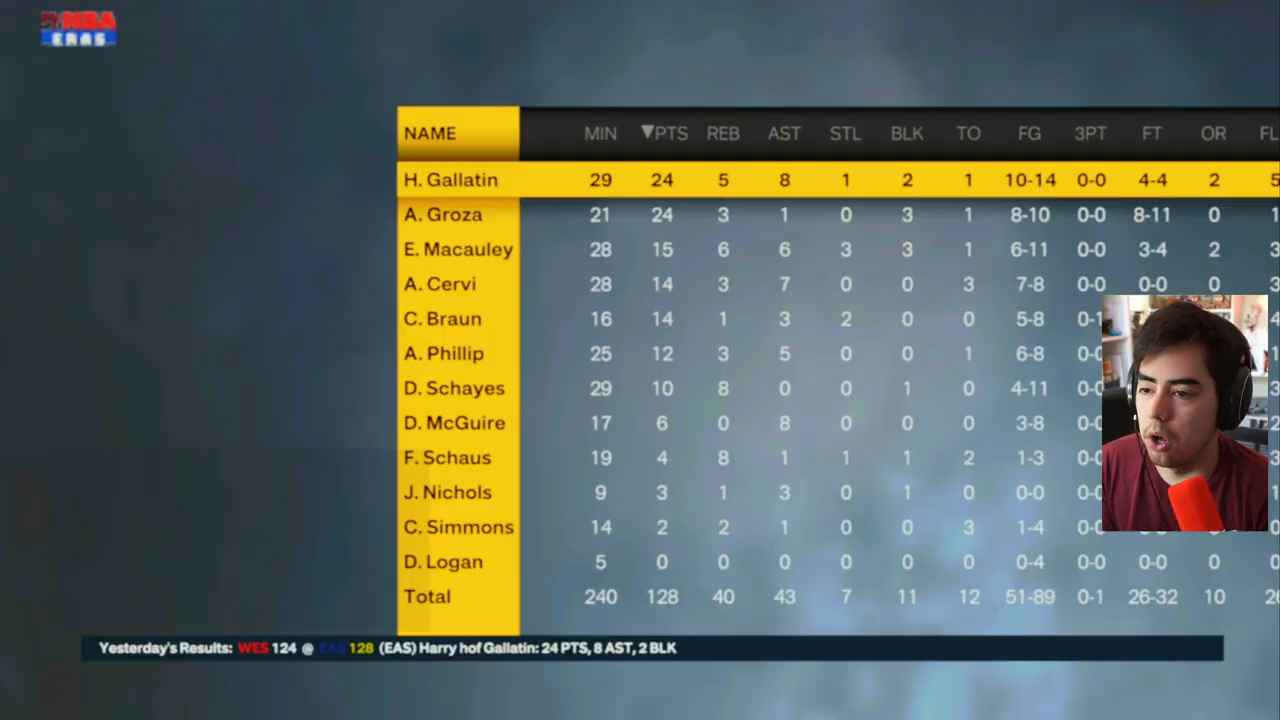 MyNBA
ERAS
NAME MIN ▼PTS REB AST STL BLK TO FG 3PT FT OR
H. Gallatin 29 24 5 8 1 2 1 10-14 0-0 4-4 2 5
A. Groza 21 24 3 1 0 3 1 8-10 0-0 8-11 0 1
E. Macauley 28 15 6 6 3 3 1 6-11 0-0 3-4 2 3
A. Cervi 28 14 3 7 0 0 3 7-8 0-0 0-0 0 3
C. Braun 16 14 1 3 2 0 0 5-8
A. Phillip 25 12 3 5 0 0 1 6-8
D. Schayes 29 10 8 0 0 1 0 4-11
D. McGuire 17 6 0 8 0 0 0 3-8
F. Schaus 19 4 8 1 1 1 2 1-3
J. Nichols 9 3 1 3 0 1 0 0-0
C. Simmons 14 2 2 1 0 0 3 1-4
D. Logan 5 0 0 0 0 0 0 0-4 0-0 0-0 0 0
Total 240 128 40 43 7 11 12 51-89 0-1 26-32 10
Yesterday's Results: WES 124 @ EAS 128 (EAS) Harry hof Gallatin: 24 PTS, 8 AST, 2 BLK